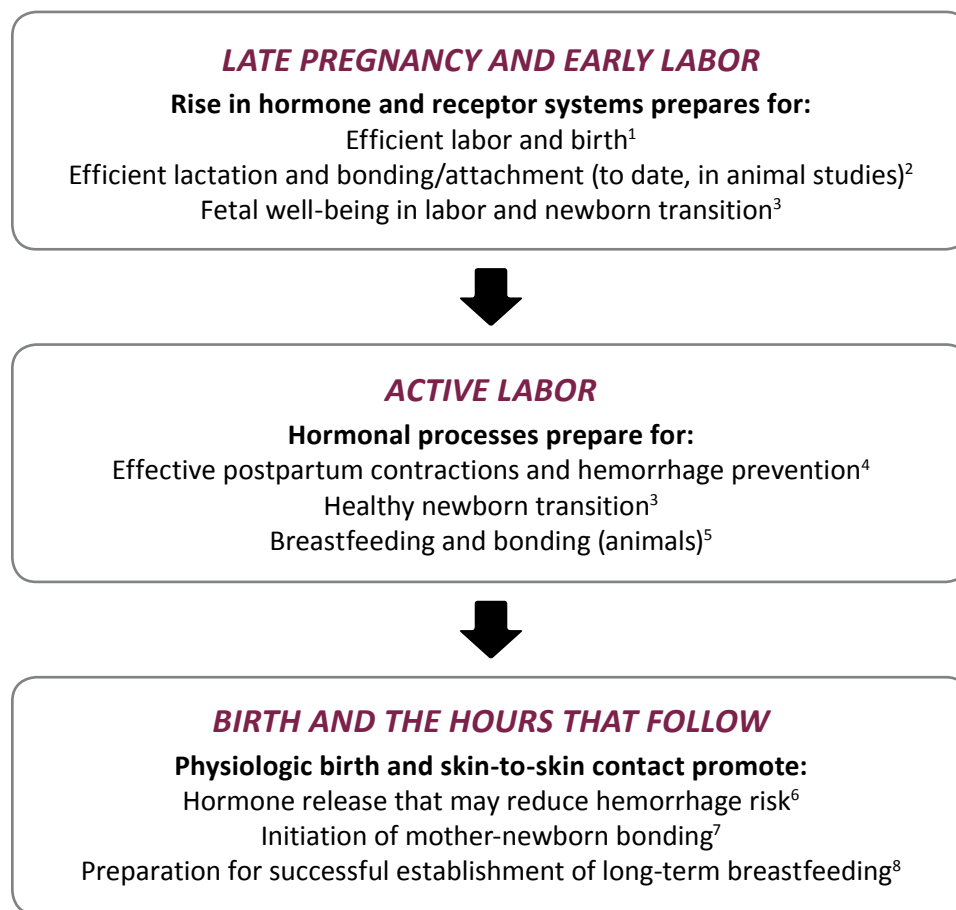 LATE PREGNANCY AND EARLY LABOR
Rise in hormone and receptor systems prepares for:
Efficient labor and birth¹
Efficient lactation and bonding/attachment (to date, in animal studies)²
Fetal well-being in labor and newborn transition³
ACTIVE LABOR
Hormonal processes prepare for:
Effective postpartum contractions and hemorrhage prevention⁴
Healthy newborn transition³
Breastfeeding and bonding (animals)⁵
BIRTH AND THE HOURS THAT FOLLOW
Physiologic birth and skin-to-skin contact promote:
Hormone release that may reduce hemorrhage risk⁶
Initiation of mother-newborn bonding⁷
Preparation for successful establishment of long-term breastfeeding⁸